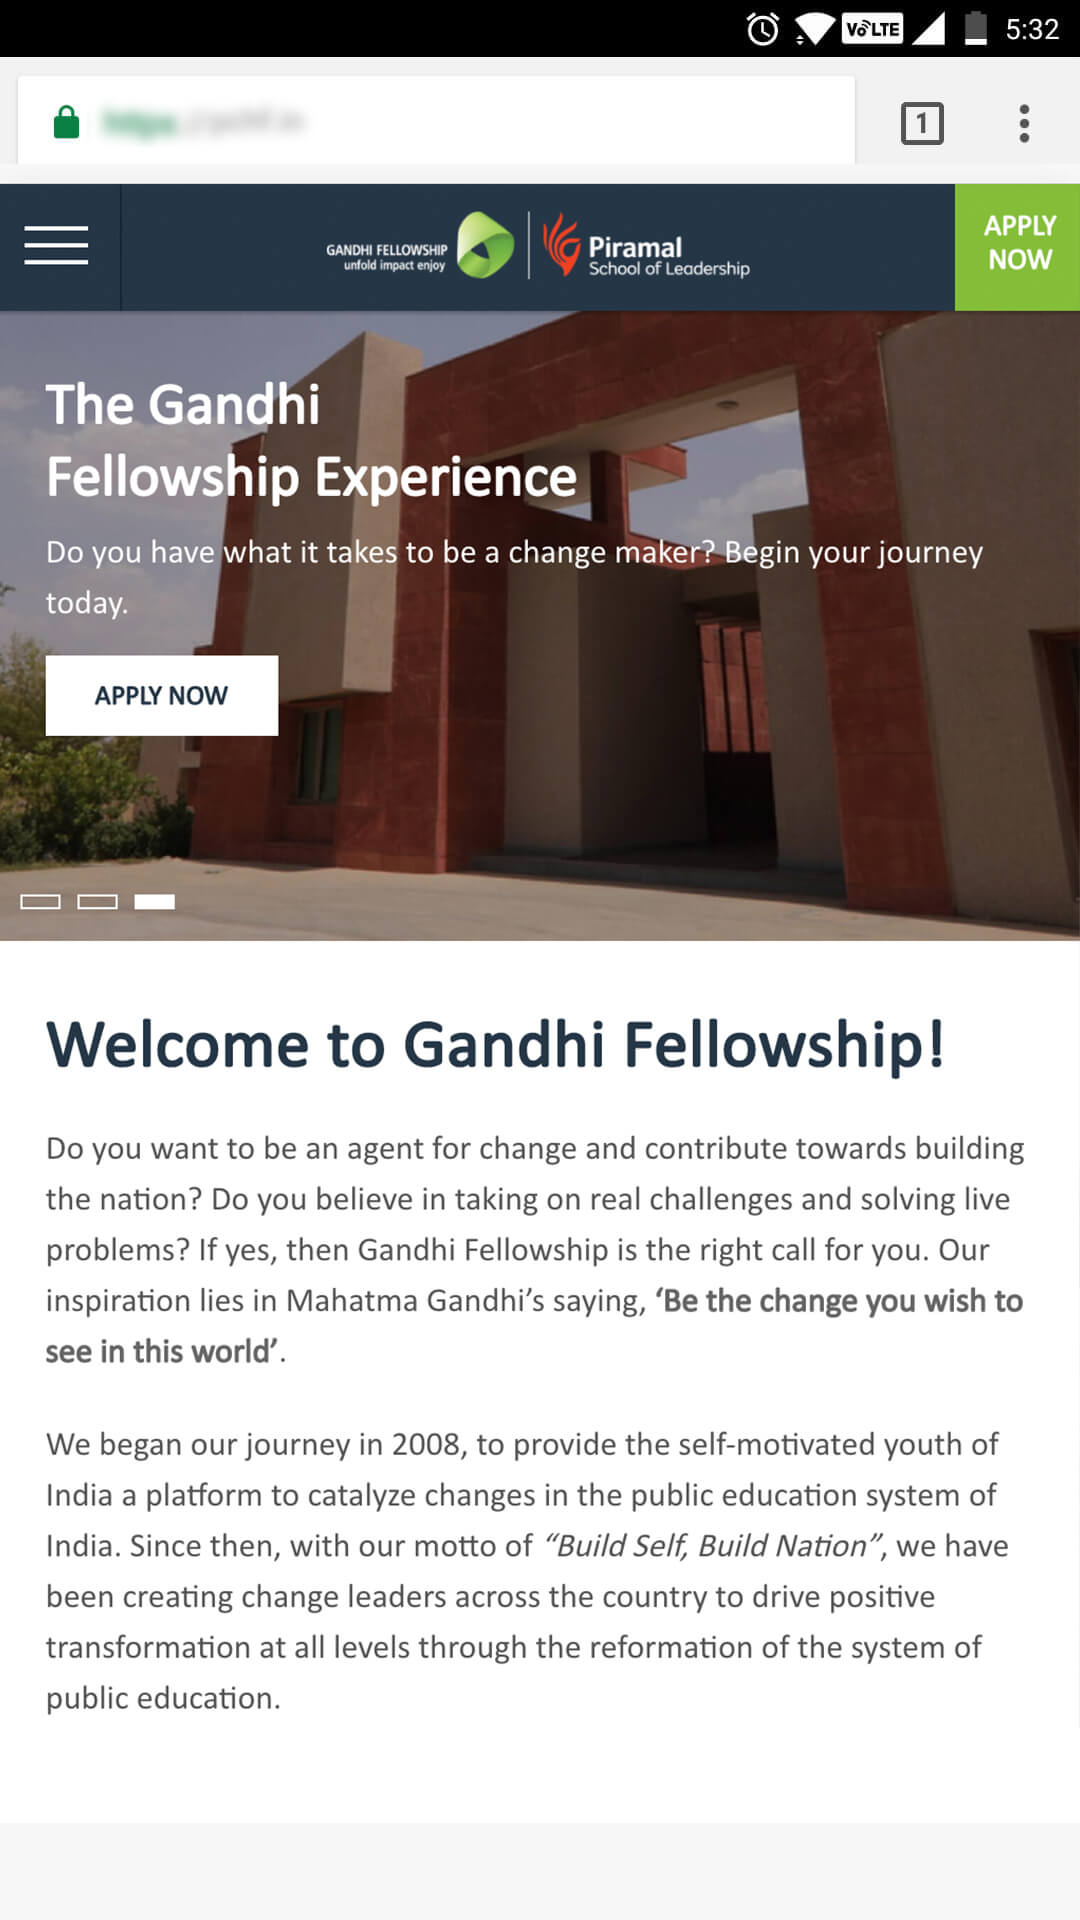 VoLTE 5:32
1
GANDHI FELLOWSHIP
unfold impact enjoy
Piramal
School of Leadership
APPLY
NOW
The Gandhi
Fellowship Experience
Do you have what it takes to be a change maker? Begin your journey
today.
APPLY NOW
Welcome to Gandhi Fellowship!
Do you want to be an agent for change and contribute towards building
the nation? Do you believe in taking on real challenges and solving live
problems? If yes, then Gandhi Fellowship is the right call for you. Our
inspiration lies in Mahatma Gandhi’s saying, ‘Be the change you wish to
see in this world’.
We began our journey in 2008, to provide the self-motivated youth of
India a platform to catalyze changes in the public education system of
India. Since then, with our motto of “Build Self, Build Nation”, we have
been creating change leaders across the country to drive positive
transformation at all levels through the reformation of the system of
public education.